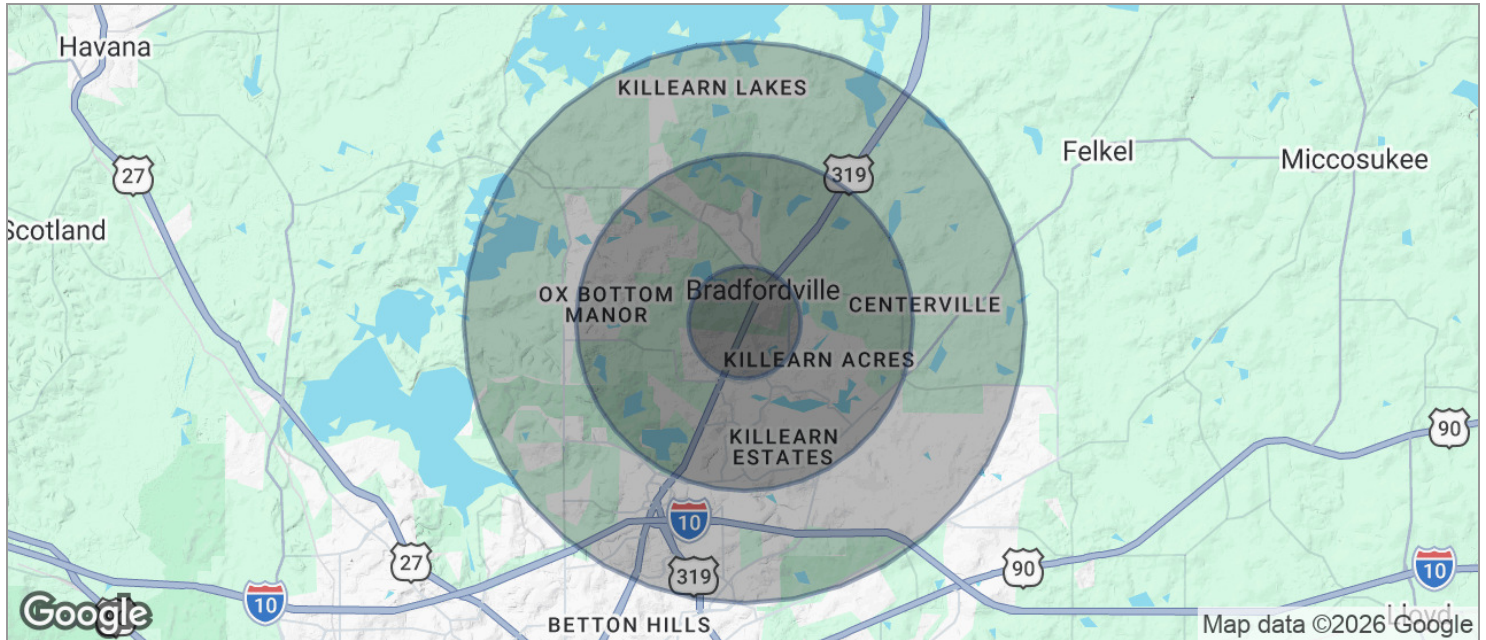 Havana
KILLEARN LAKES
Felkel
Miccosukee
319
27
Scotland
Bradfordville
OX BOTTOM
MANOR
CENTERVILLE
KILLEARN ACRES
KILLEARN
ESTATES
90
10
27
319
90
10
10
Google
BETTON HILLS
Lloyd
Map data ©2026 Google